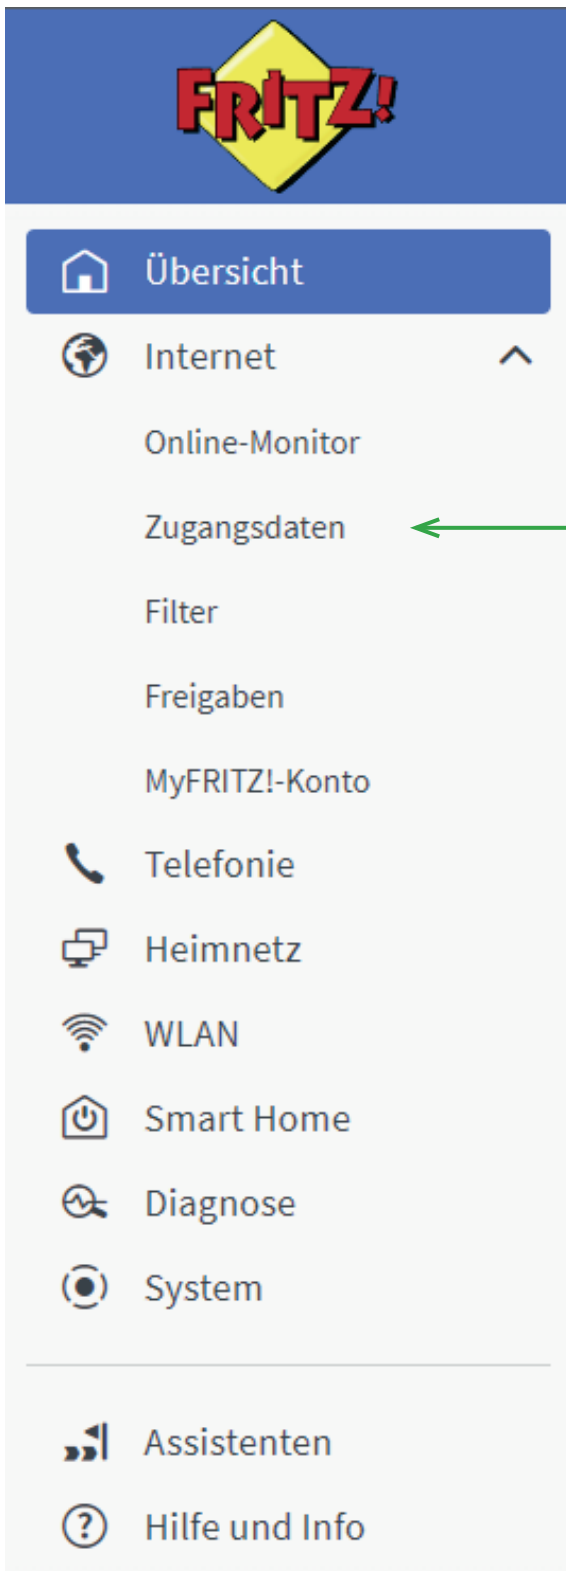 FRITZ!
Übersicht
Internet
Online-Monitor
Zugangsdaten
Filter
Freigaben
MyFRITZ!-Konto
Telefonie
Heimnetz
WLAN
Smart Home
Diagnose
System
Assistenten
Hilfe und Info